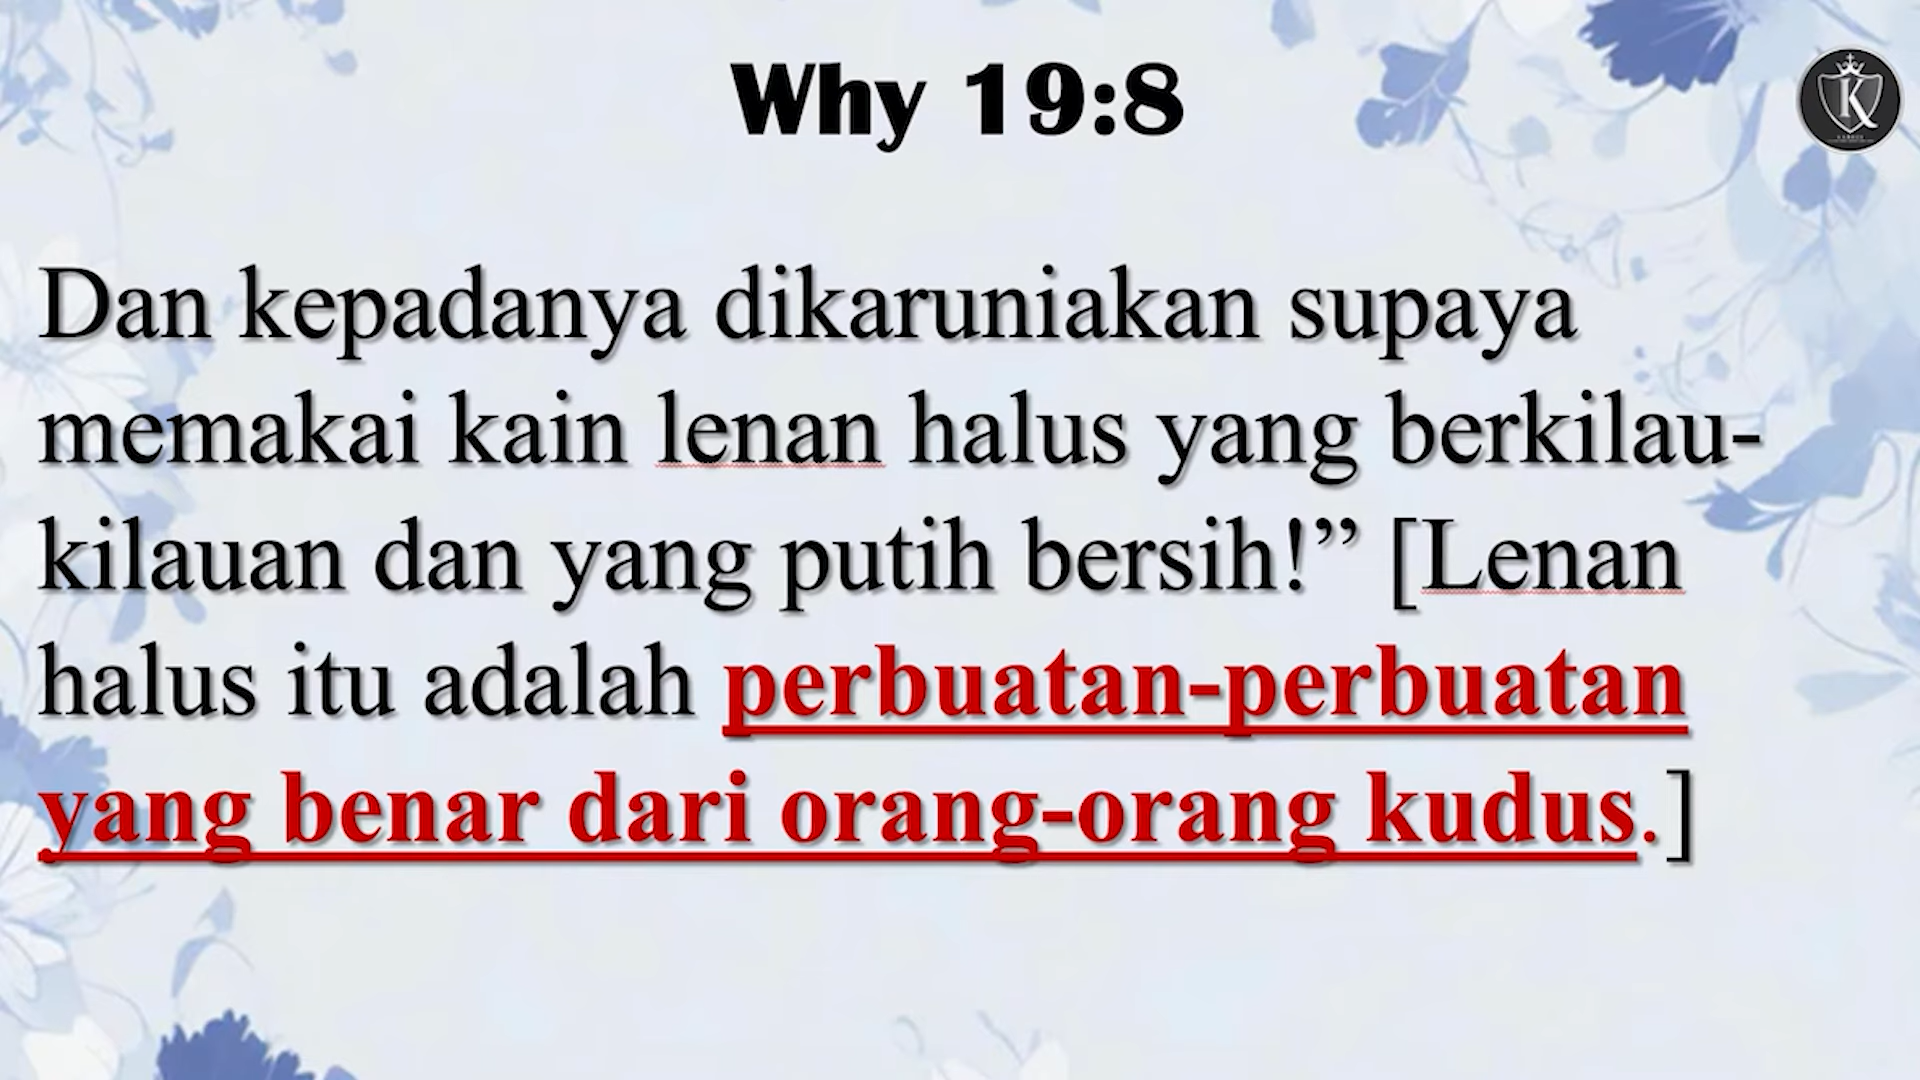 Why 19:8
K
Dan kepadanya dikaruniakan supaya
memakai kain lenan halus yang berkilau-
kilauan dan yang putih bersih!” [Lenan
halus itu adalah perbuatan-perbuatan
yang benar dari orang-orang kudus.]